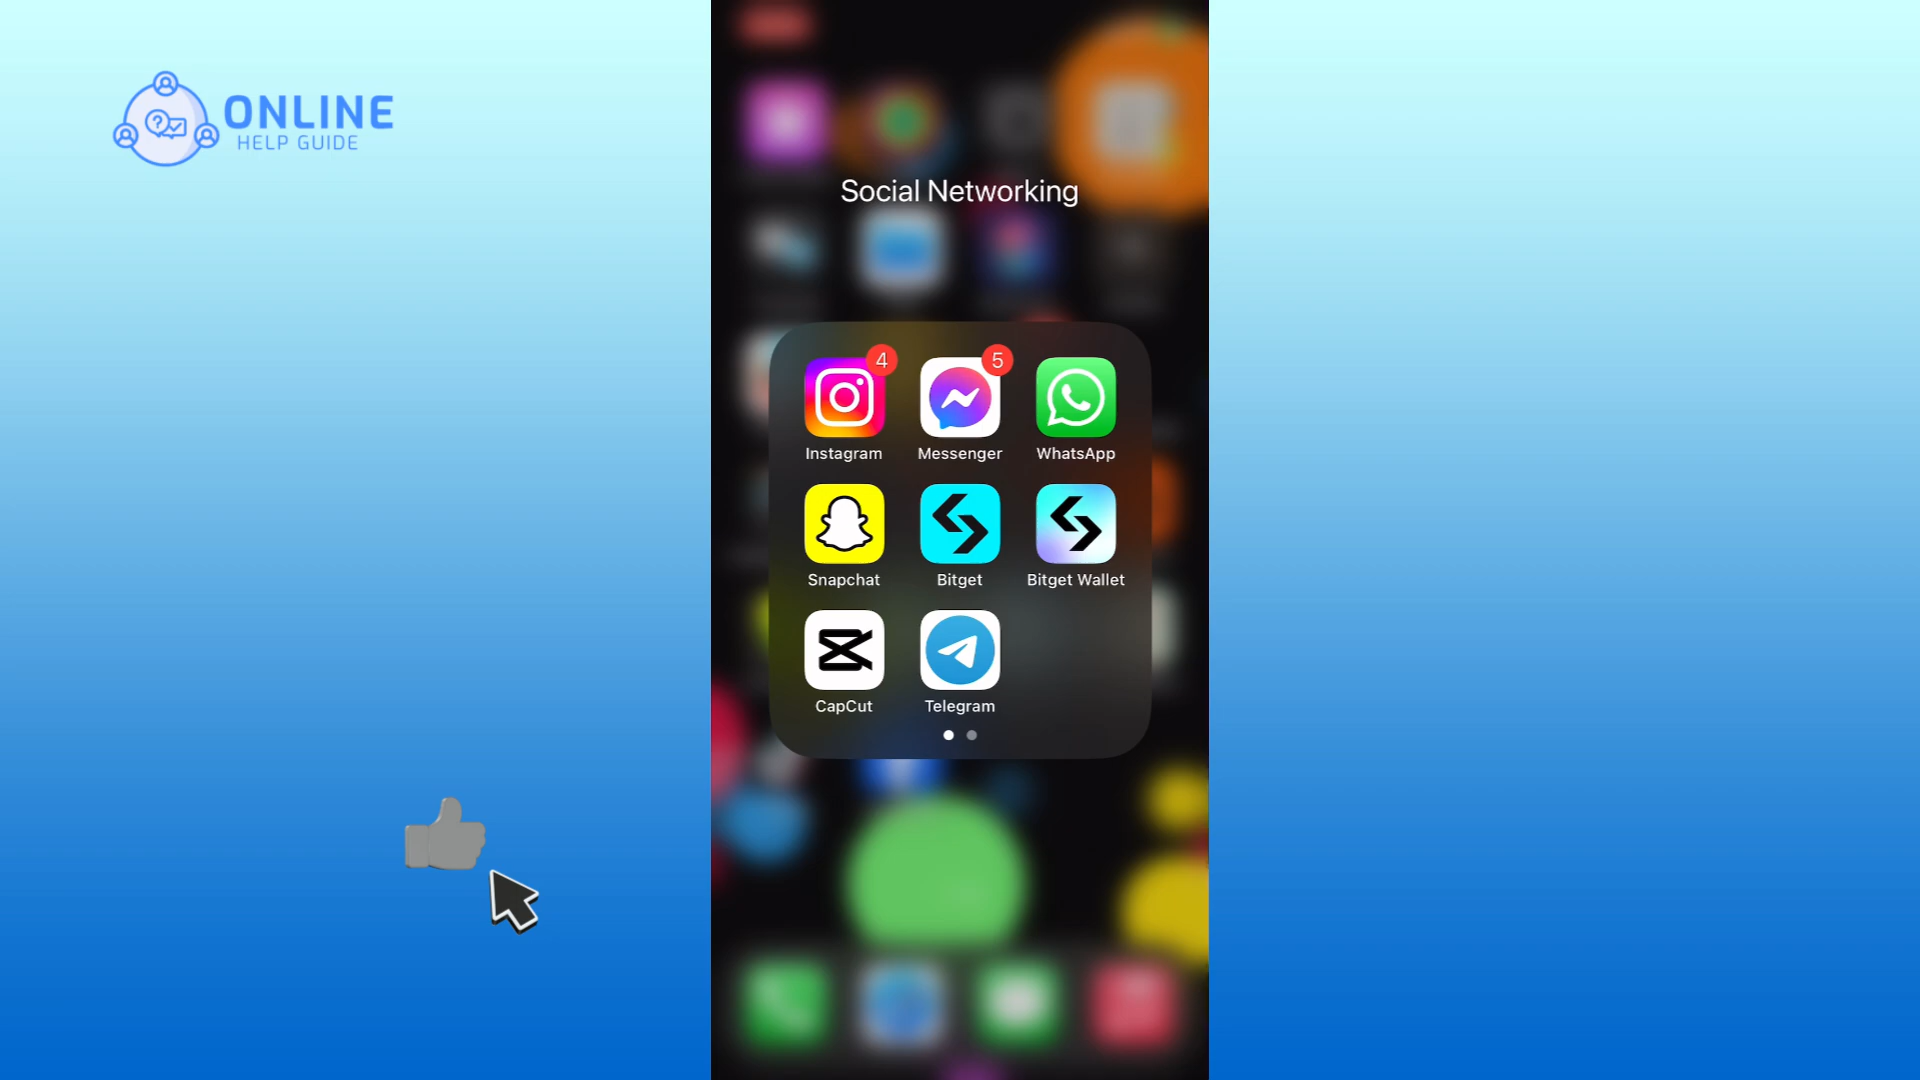 ONLINE
HELP GUIDE
Social Networking
4
5
Instagram
Messenger
WhatsApp
Snapchat
Bitget
Bitget Wallet
CapCut
Telegram